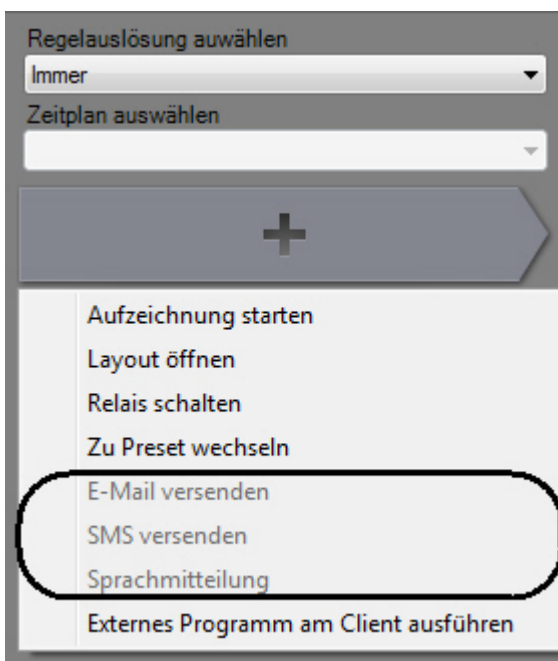 Regelauslösung auwählen
Immer
Zeitplan auswählen
Aufzeichnung starten
Layout öffnen
Relais schalten
Zu Preset wechseln
E-Mail versenden
SMS versenden
Sprachmitteilung
Externes Programm am Client ausführen